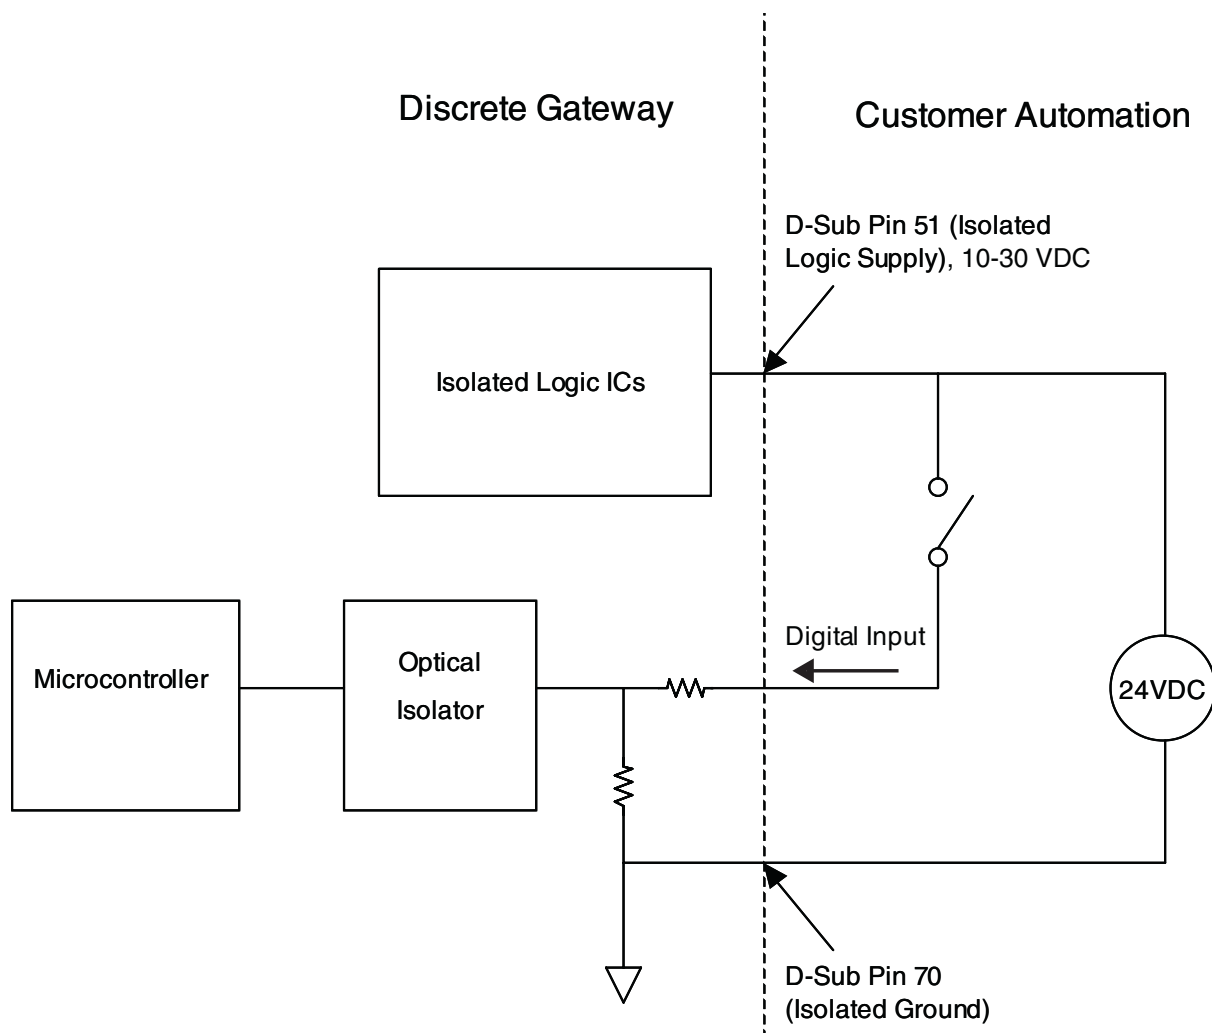 Discrete Gateway
Customer Automation
D-Sub Pin 51 (Isolated
Logic Supply), 10-30 VDC
Isolated Logic ICs
Digital Input
Microcontroller
Optical
Isolator
24VDC
D-Sub Pin 70
(Isolated Ground)